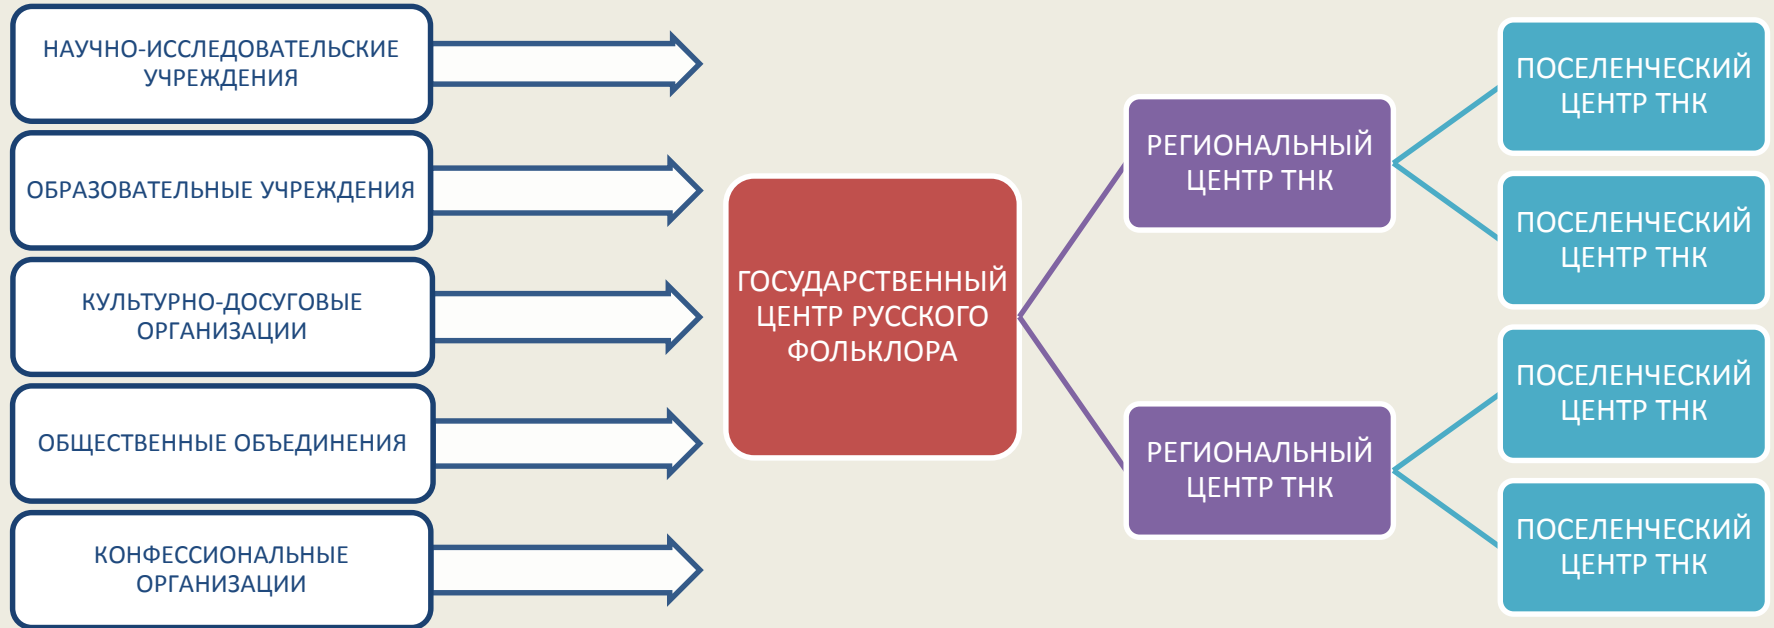 НАУЧНО-ИССЛЕДОВАТЕЛЬСКИЕ
УЧРЕЖДЕНИЯ
ОБРАЗОВАТЕЛЬНЫЕ УЧРЕЖДЕНИЯ
КУЛЬТУРНО-ДОСУГОВЫЕ
ОРГАНИЗАЦИИ
ОБЩЕСТВЕННЫЕ ОБЪЕДИНЕНИЯ
КОНФЕССИОНАЛЬНЫЕ
ОРГАНИЗАЦИИ
ГОСУДАРСТВЕННЫЙ
ЦЕНТР РУССКОГО
ФОЛЬКЛОРА
РЕГИОНАЛЬНЫЙ
ЦЕНТР ТНК
РЕГИОНАЛЬНЫЙ
ЦЕНТР ТНК
ПОСЕЛЕНЧЕСКИЙ
ЦЕНТР ТНК
ПОСЕЛЕНЧЕСКИЙ
ЦЕНТР ТНК
ПОСЕЛЕНЧЕСКИЙ
ЦЕНТР ТНК
ПОСЕЛЕНЧЕСКИЙ
ЦЕНТР ТНК